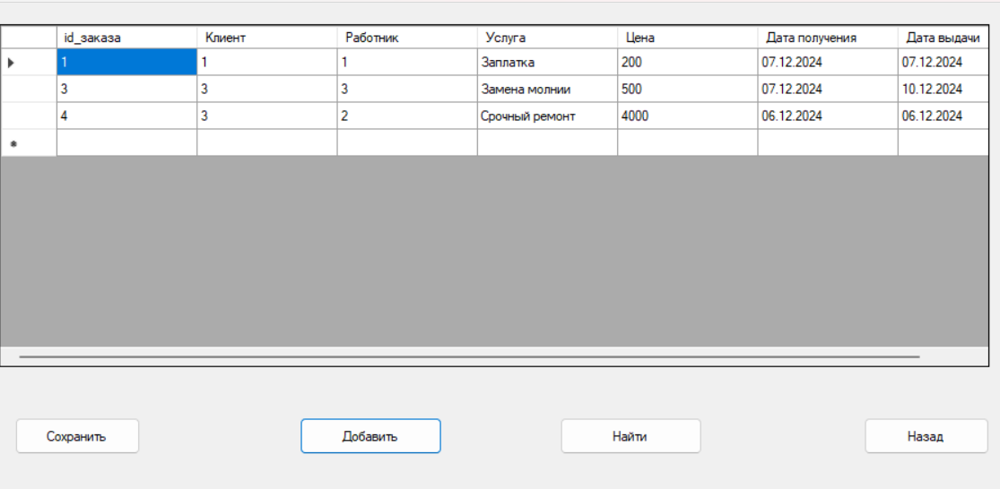 id_заказа Клиент Работник Услуга Цена Дата получения Дата выдачи
1 1 1 Заплатка 200 07.12.2024 07.12.2024
3 3 3 Замена молнии 500 07.12.2024 10.12.2024
4 3 2 Срочный ремонт 4000 06.12.2024 06.12.2024
Сохранить Добавить Найти Назад